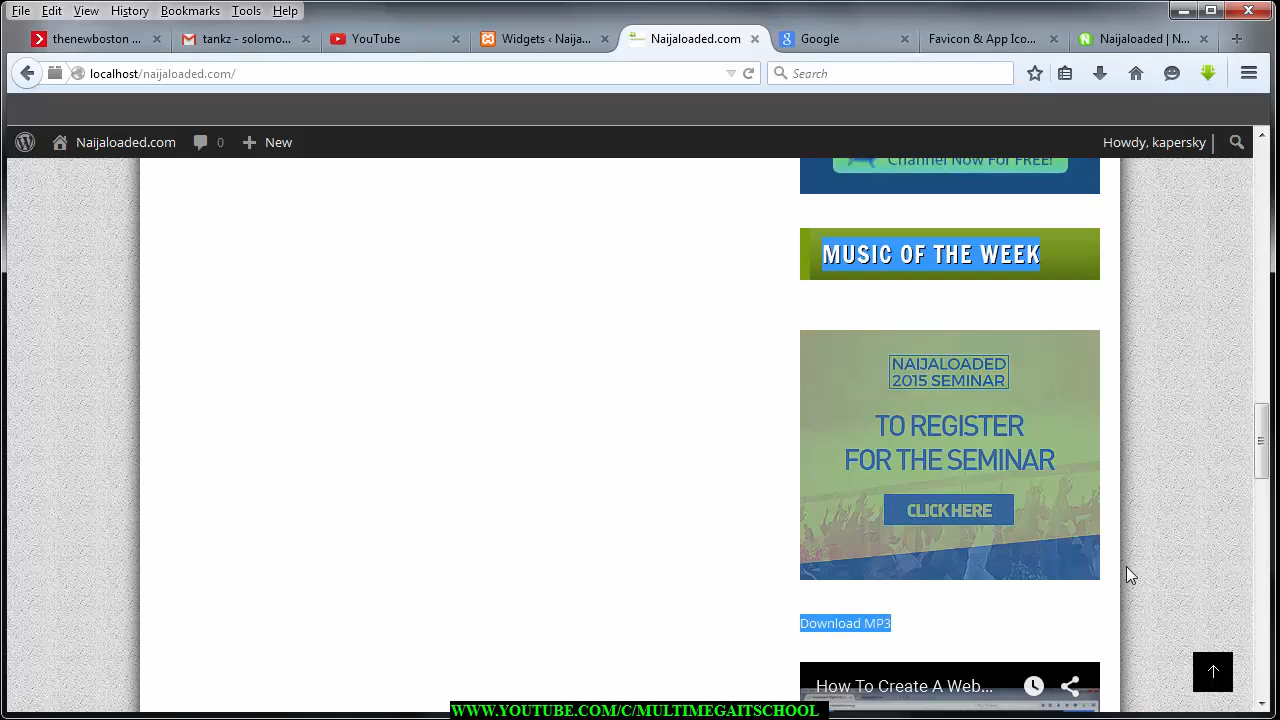 File Edit View History Bookmarks Tools Help
thenewboston ... tankz - solomo... YouTube Widgets ‹ Naija... Naijaloaded.com Google Favicon & App Ico... Naijaloaded | N...
localhost/naijaloaded.com/ Search
Naijaloaded.com 0 New Howdy, kapersky
Channel Now For FREE!
MUSIC OF THE WEEK
NAIJALOADED
2015 SEMINAR
TO REGISTER
FOR THE SEMINAR
CLICK HERE
Download MP3
How To Create A Web...
WWW.YOUTUBE.COM/C/MULTIMEGAITSCHOOL